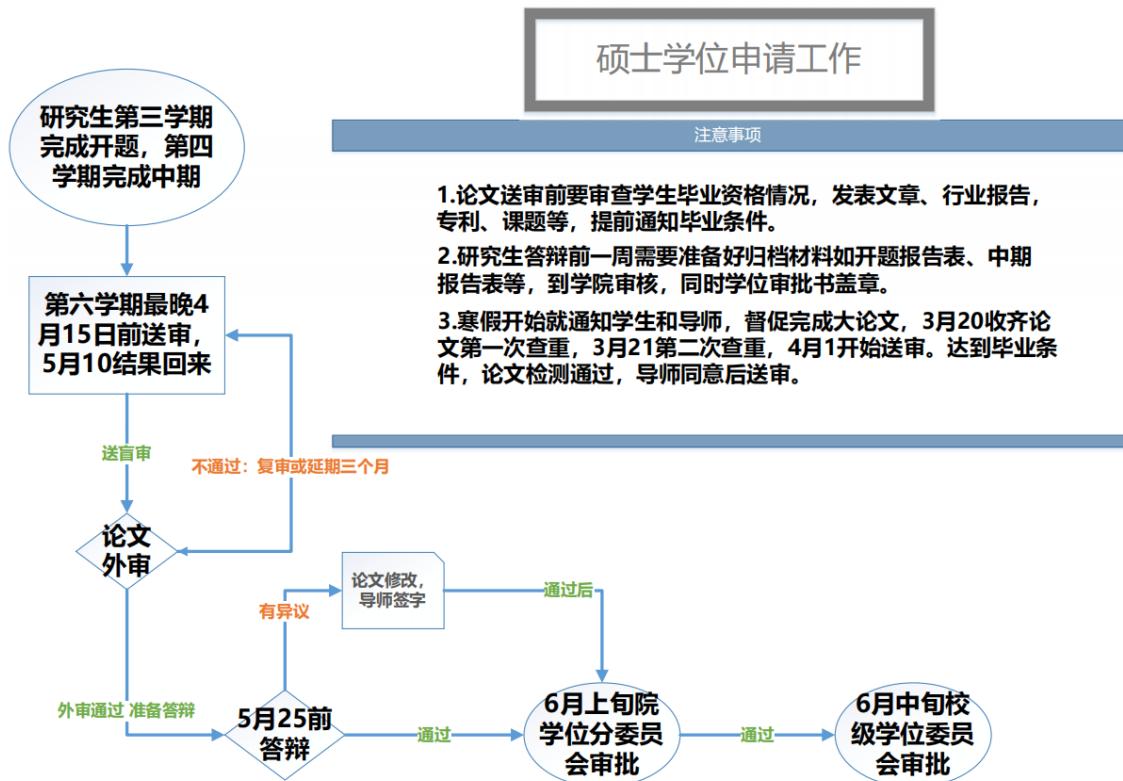 硕士学位申请工作
注意事项
研究生第三学期
完成开题，第四
学期完成中期
1.论文送审前要审查学生毕业资格情况，发表文章、行业报告，
专利、课题等，提前通知毕业条件。
2.研究生答辩前一周需要准备好归档材料如开题报告表、中期
报告表等，到学院审核，同时学位审批书盖章。
3.寒假开始就通知学生和导师，督促完成大论文，3月20收齐论
文第一次查重，3月21第二次查重，4月1开始送审。达到毕业条
件，论文检测通过，导师同意后送审。
第六学期最晚4
月15日前送审，
5月10结果回来
送盲审
不通过：复审或延期三个月
论文
外审
论文修改，
导师签字
有异议
通过后
外审通过 准备答辩
5月25前
答辩
通过
6月上旬院
学位分委员
会审批
通过
6月中旬校
级学位委员
会审批